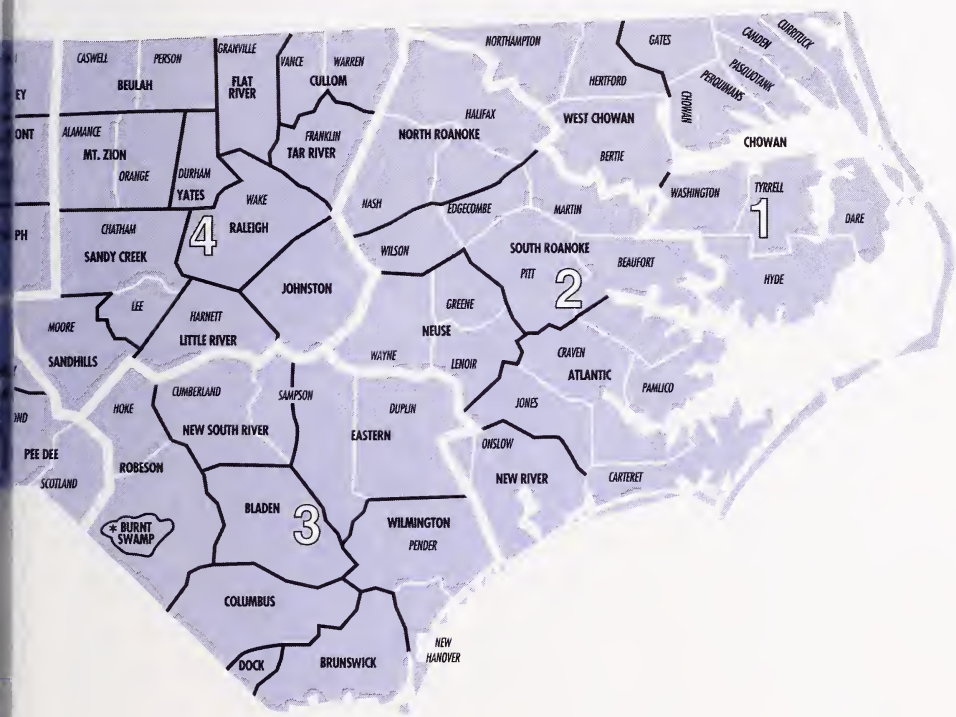 CURRITUCK
CAMDEN
PASQUOTANK
PERQUIMANS
GATES
CHOWAN
NORTHAMPTON
HERTFORD
WEST CHOWAN
BERTIE
CHOWAN
WASHINGTON
TYRRELL
1
DARE
HYDE
GRANVILLE
FLAT
RIVER
VANCE
WARREN
CULLOM
CASWELL
PERSON
BEULAH
EY
ONT
ALAMANCE
MT. ZION
ORANGE
DURHAM
YATES
FRANKLIN
TAR RIVER
HALIFAX
NORTH ROANOKE
NASH
EDGECOMBE
MARTIN
WILSON
SOUTH ROANOKE
PITT
2
BEAUFORT
WAKE
RALEIGH
4
PH
CHATHAM
SANDY CREEK
LEE
JOHNSTON
HARNETT
LITTLE RIVER
MOORE
SANDHILLS
GREENE
NEUSE
WAYNE
LENOIR
CRAVEN
ATLANTIC
PAMLICO
JONES
CARTERET
ONSLOW
NEW RIVER
CUMBERLAND
SAMPSON
NEW SOUTH RIVER
DUPLIN
EASTERN
HOKE
ROBESON
OND
PEE DEE
SCOTLAND
* BURNT
SWAMP
BLADEN
3
WILMINGTON
PENDER
COLUMBUS
DOCK
BRUNSWICK
NEW
HANOVER